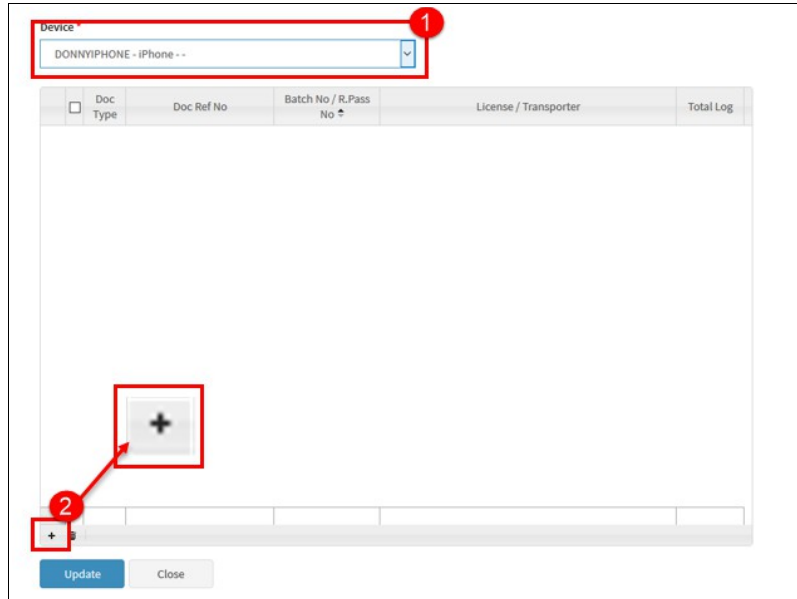 Device *
1
DONNYIPHONE - iPhone - -
Doc Type
Doc Ref No
Batch No / R.Pass No
License / Transporter
Total Log
+
2
+
Update
Close